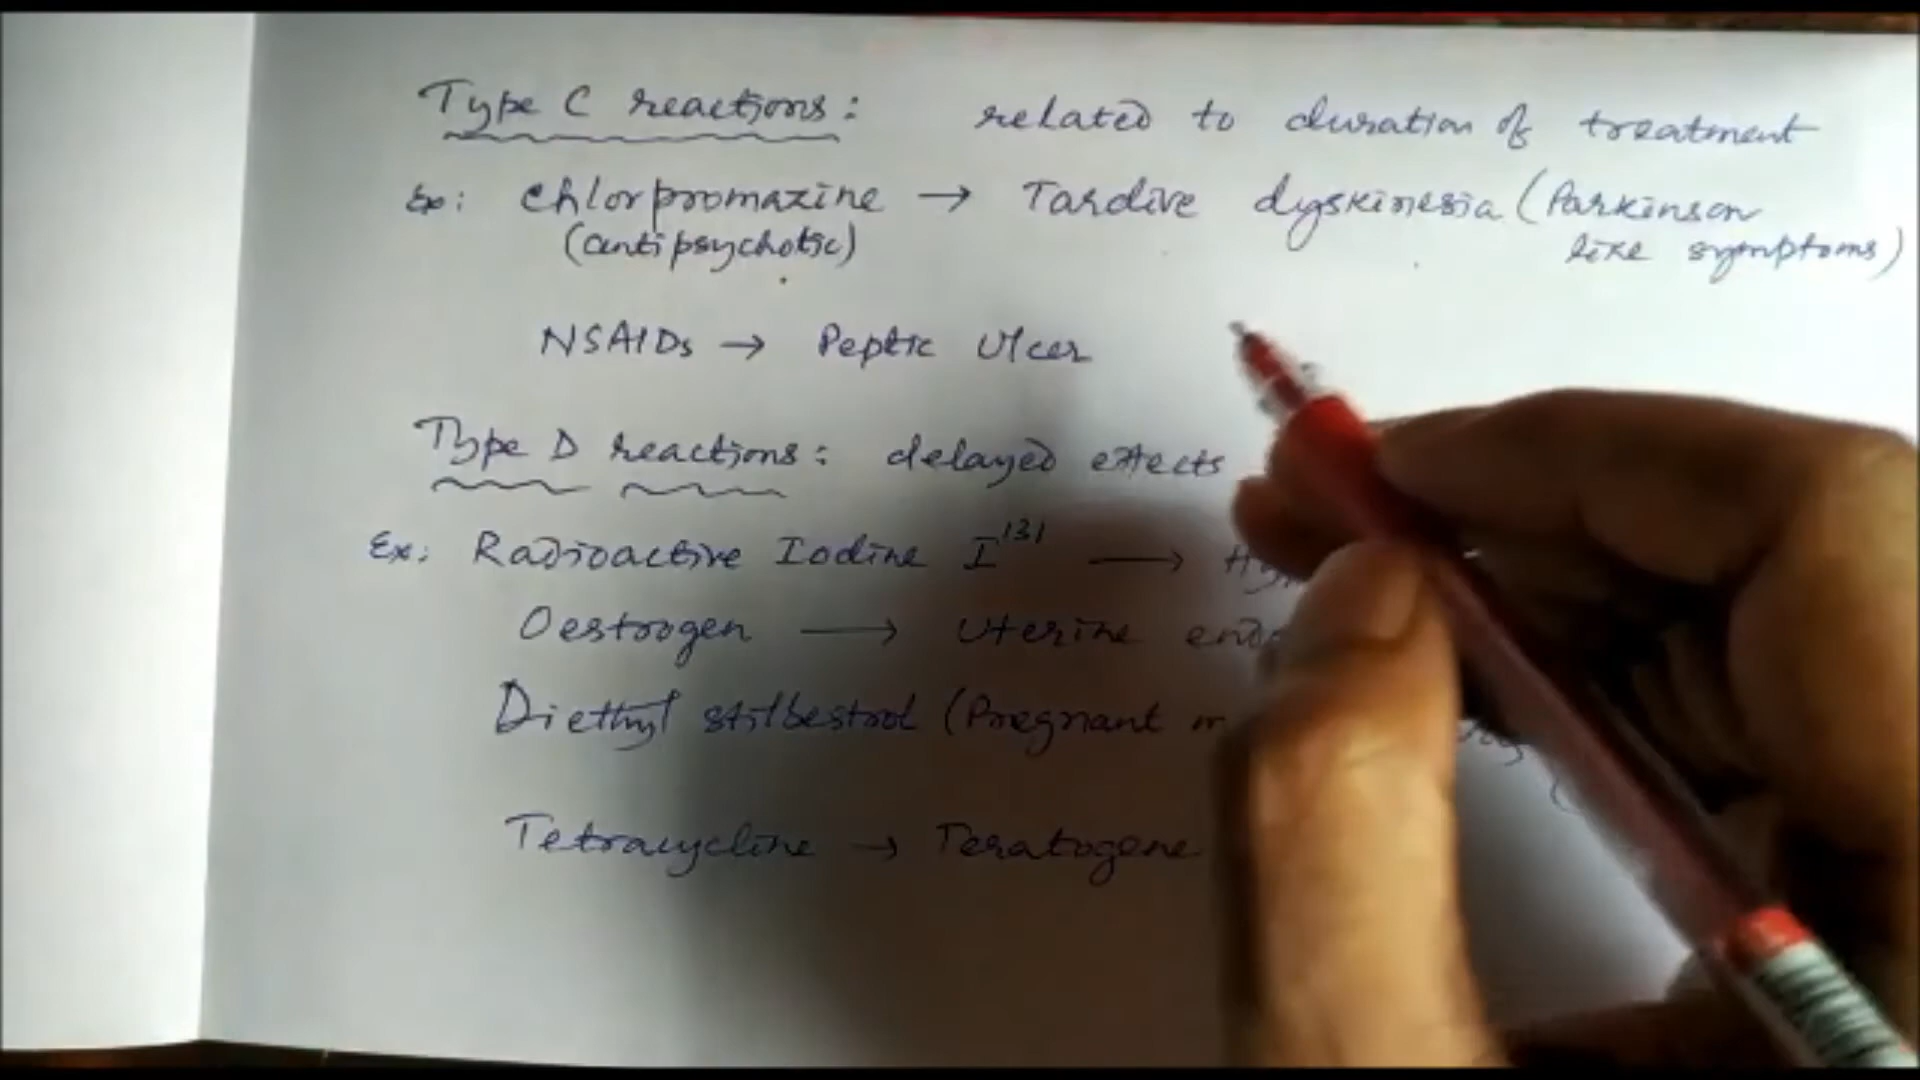 Type C reactions: related to duration of treatment
Ex: Chlorpromazine → Tardive dyskinesia (Parkinson
(antipsychotic) like symptoms)
NSAIDs → Peptic Ulcer
Type D reactions: delayed effects
Ex: Radioactive Iodine I¹³¹ →
Oestrogen → Uterine
Diethyl stilbestrol (Pregnant
Tetracycline → Teratogene